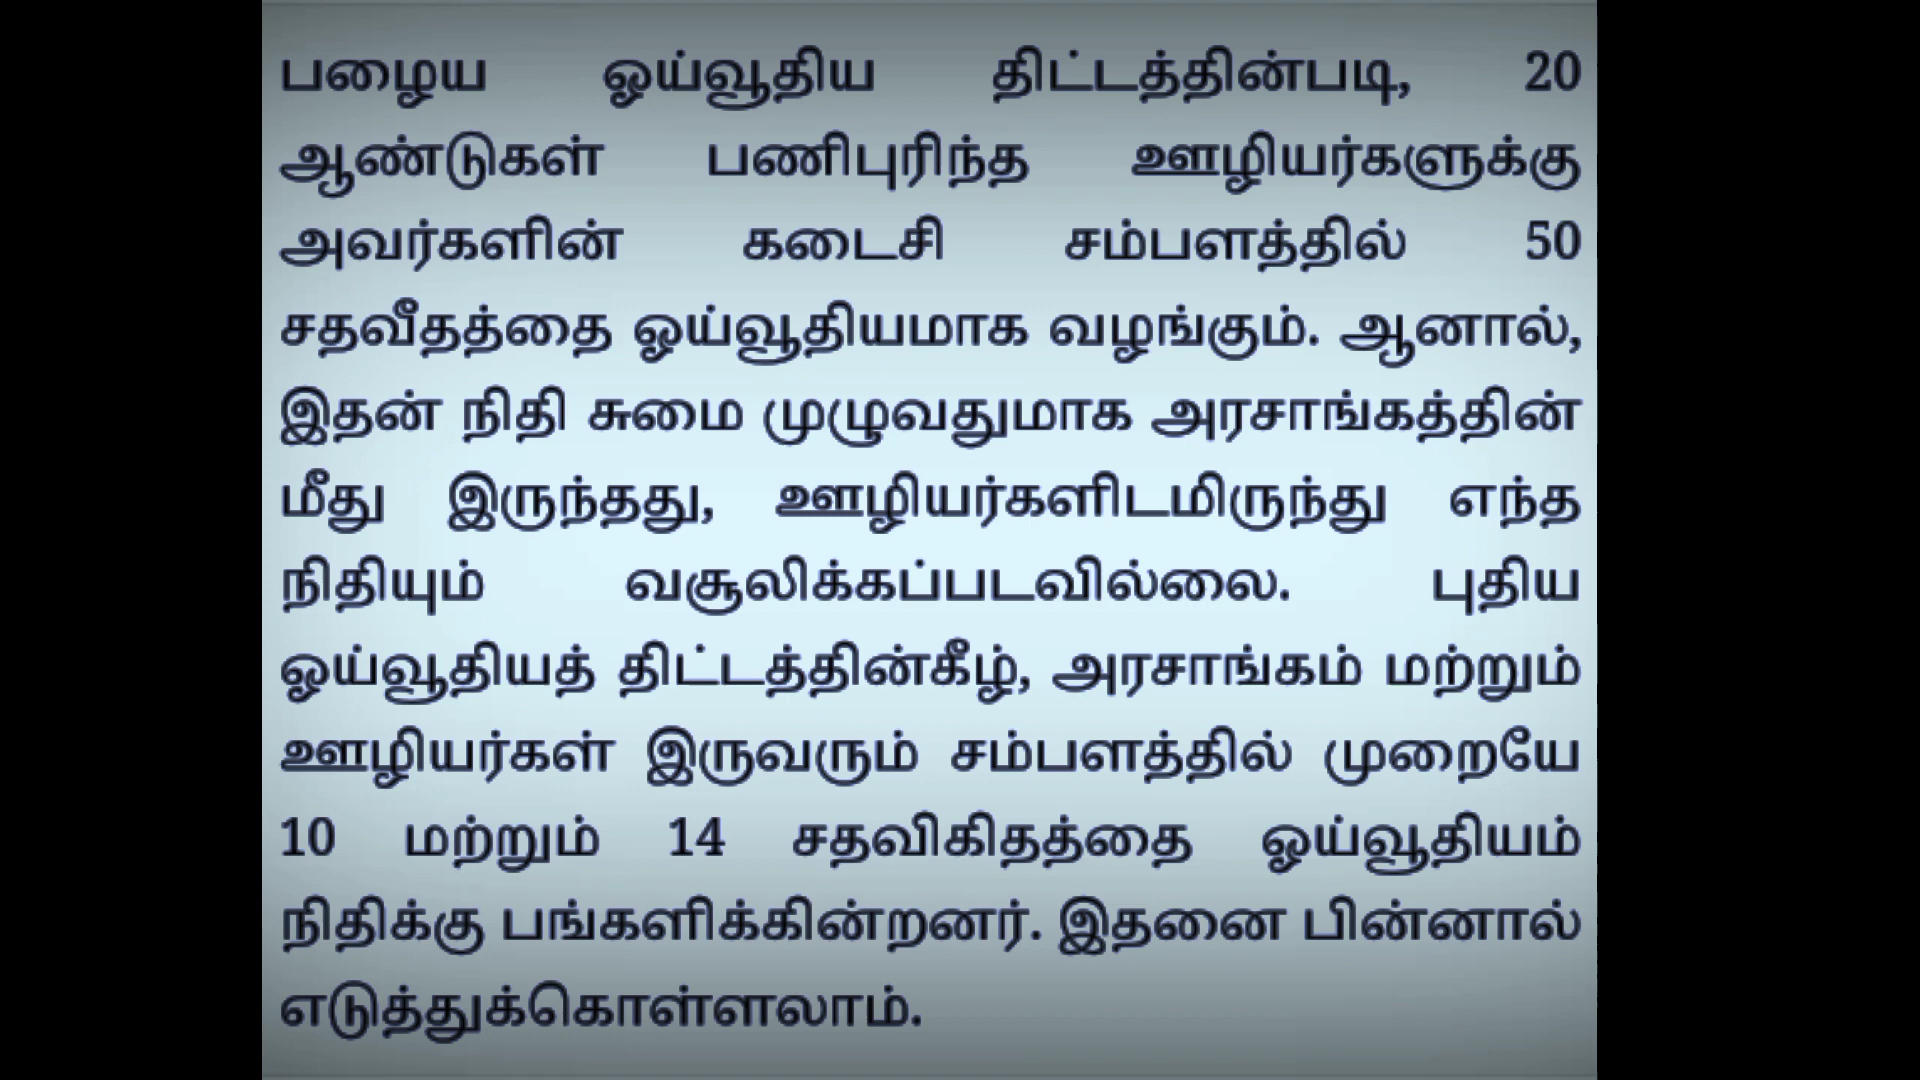 பழைய ஓய்வூதிய திட்டத்தின்படி, 20
ஆண்டுகள் பணிபுரிந்த ஊழியர்களுக்கு
அவர்களின் கடைசி சம்பளத்தில் 50
சதவீதத்தை ஓய்வூதியமாக வழங்கும். ஆனால்,
இதன் நிதி சுமை முழுவதுமாக அரசாங்கத்தின்
மீது இருந்தது, ஊழியர்களிடமிருந்து எந்த
நிதியும் வசூலிக்கப்படவில்லை. புதிய
ஓய்வூதியத் திட்டத்தின்கீழ், அரசாங்கம் மற்றும்
ஊழியர்கள் இருவரும் சம்பளத்தில் முறையே
10 மற்றும் 14 சதவிகிதத்தை ஓய்வூதியம்
நிதிக்கு பங்களிக்கின்றனர். இதனை பின்னால்
எடுத்துக்கொள்ளலாம்.